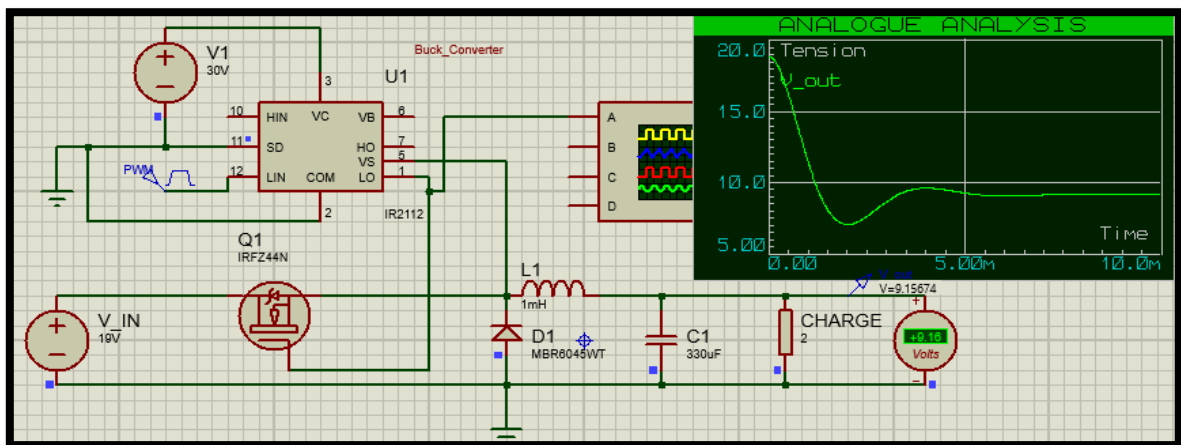 ANALOGUE ANALYSIS
20.0
Tension
V_out
15.0
10.0
5.00
0.00
5.00m
10.0m
Time
Buck_Converter
V1
30V
U1
3
10
HIN
VC
VB
6
11
SD
HO
7
VS
5
12
LIN
COM
LO
1
2
IR2112
PWM
A
B
C
D
Q1
IRFZ44N
V_IN
19V
L1
1mH
D1
MBR6045WT
C1
330uF
V_out
V=9.15674
CHARGE
2
+9.16
Volts